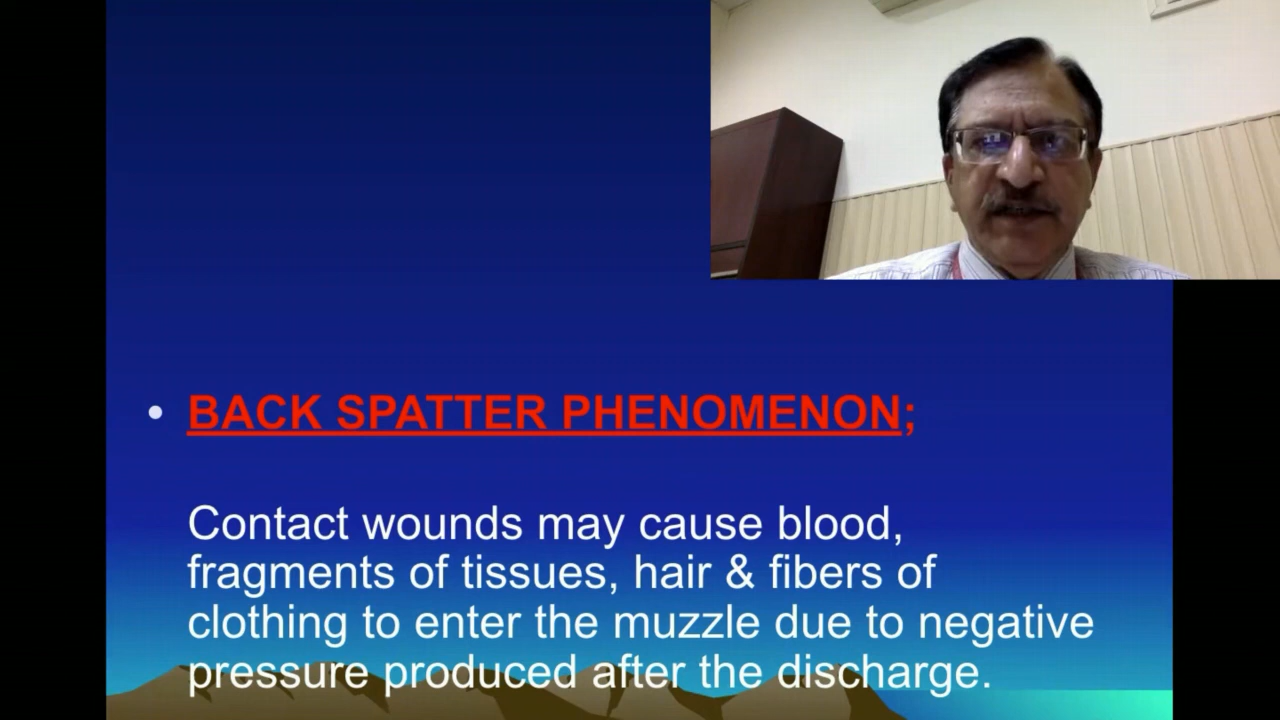 • BACK SPATTER PHENOMENON;
Contact wounds may cause blood,
fragments of tissues, hair & fibers of
clothing to enter the muzzle due to negative
pressure produced after the discharge.